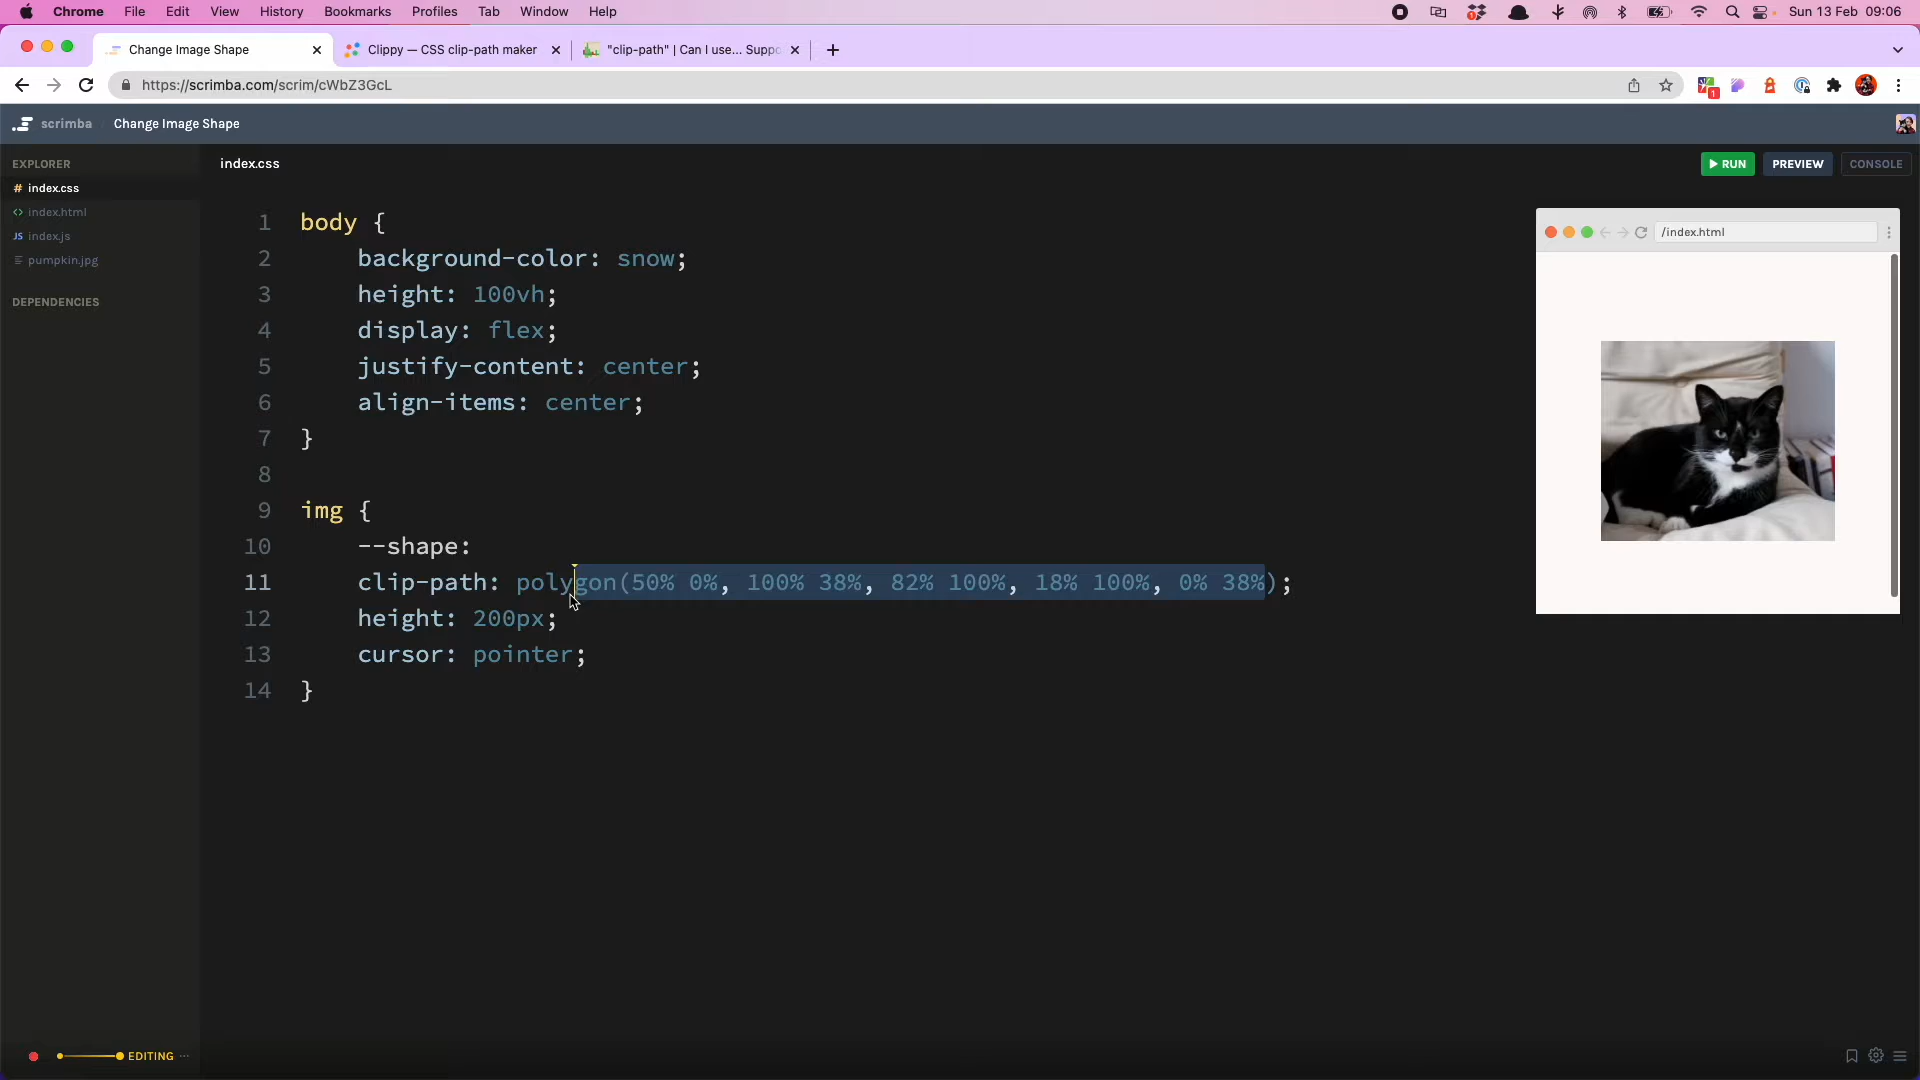 Chrome File Edit View History Bookmarks Profiles Tab Window Help 1 Sun 13 Feb 09:06
Change Image Shape Clippy — CSS clip-path maker "clip-path" | Can I use... Suppo
https://scrimba.com/scrim/cWbZ3GcL 1
scrimba Change Image Shape
EXPLORER
# index.css
<> index.html
JS index.js
pumpkin.jpg
DEPENDENCIES
index.css
RUN PREVIEW CONSOLE
1 body {
2 background-color: snow;
3 height: 100vh;
4 display: flex;
5 justify-content: center;
6 align-items: center;
7 }
8
9 img {
10 --shape:
11 clip-path: polygon(50% 0%, 100% 38%, 82% 100%, 18% 100%, 0% 38%);
12 height: 200px;
13 cursor: pointer;
14 }
/index.html
EDITING ...